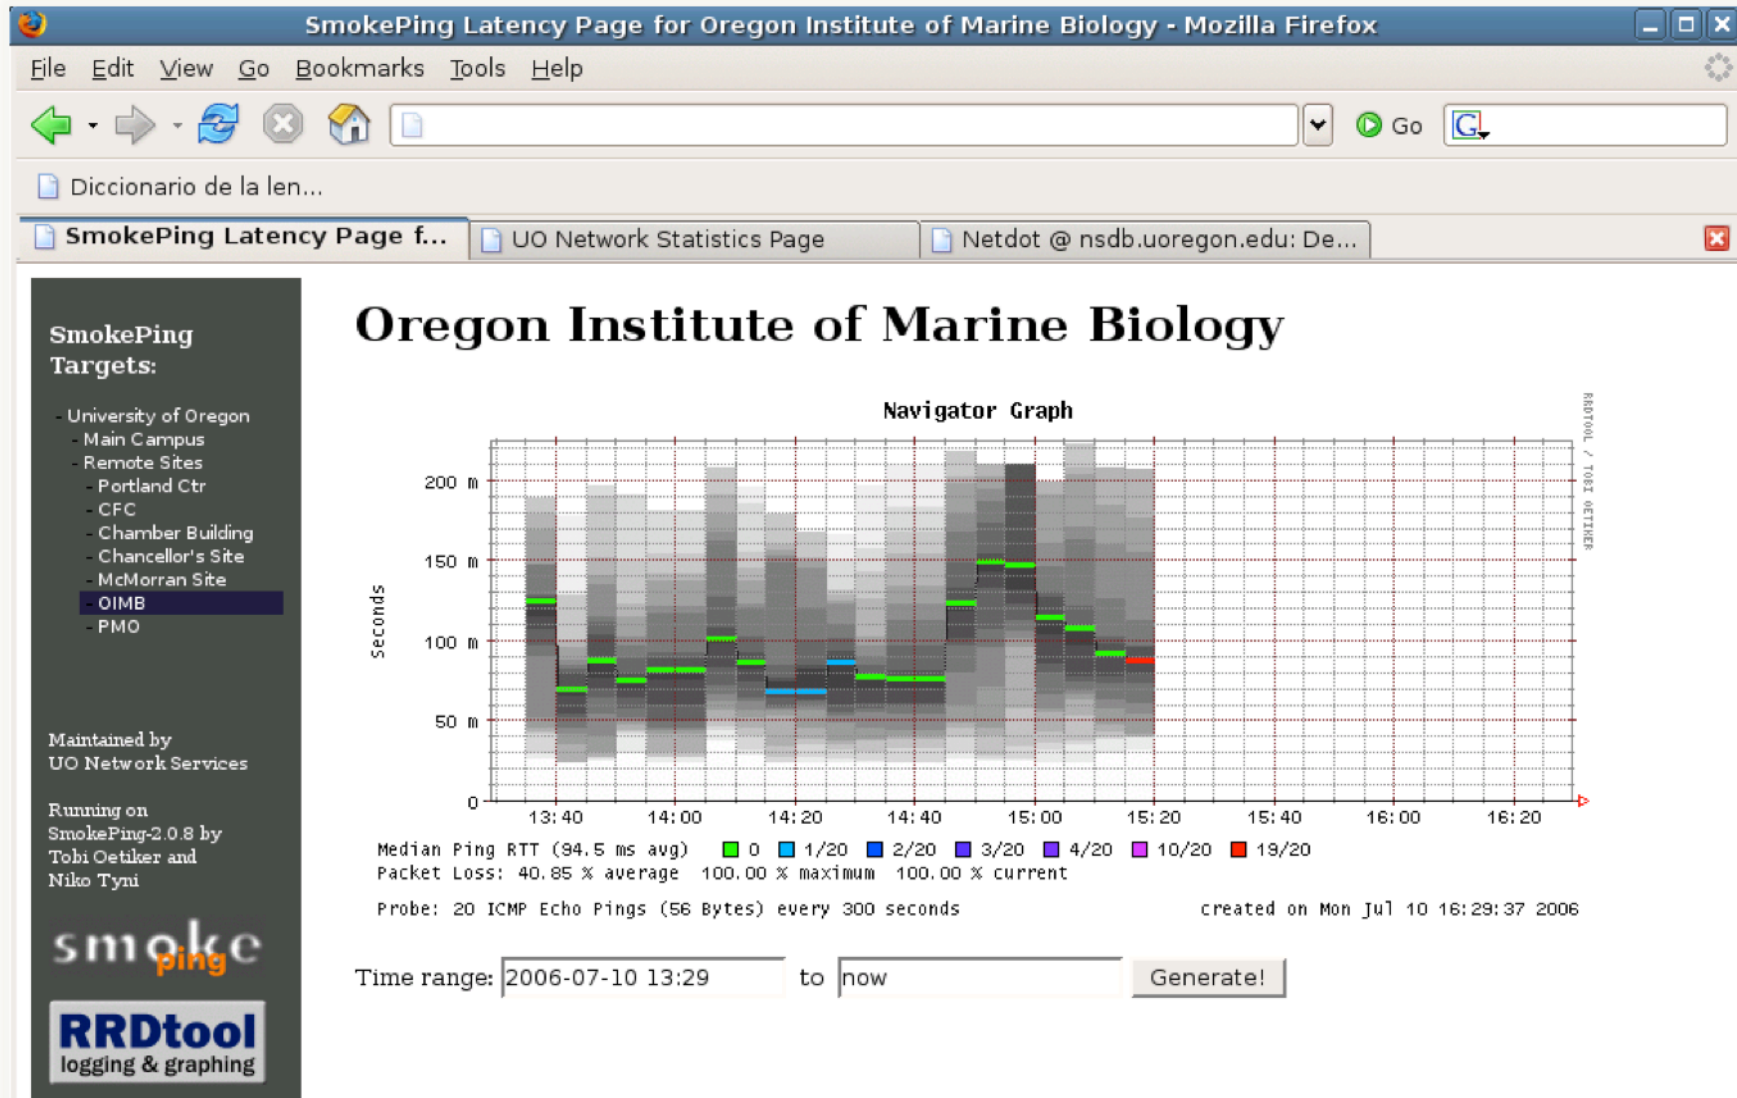 SmokePing Latency Page for Oregon Institute of Marine Biology - Mozilla Firefox
File Edit View Go Bookmarks Tools Help
Go G
Diccionario de la len...
SmokePing Latency Page f... UO Network Statistics Page Netdot @ nsdb.uoregon.edu: De...
SmokePing
Targets:
- University of Oregon
- Main Campus
- Remote Sites
- Portland Ctr
- CFC
- Chamber Building
- Chancellor's Site
- McMorran Site
- OIMB
- PMO
Maintained by
UO Network Services
Running on
SmokePing-2.0.8 by
Tobi Oetiker and
Niko Tyni
smokeping
RRDtool
logging & graphing
Oregon Institute of Marine Biology
Navigator Graph
RRDTOOL / TOBI OETIKER
Seconds
200 m
150 m
100 m
50 m
0
13:40 14:00 14:20 14:40 15:00 15:20 15:40 16:00 16:20
Median Ping RTT (94.5 ms avg) 0 1/20 2/20 3/20 4/20 10/20 19/20
Packet Loss: 40.85 % average 100.00 % maximum 100.00 % current
Probe: 20 ICMP Echo Pings (56 Bytes) every 300 seconds created on Mon Jul 10 16:29:37 2006
Time range: 2006-07-10 13:29 to now Generate!